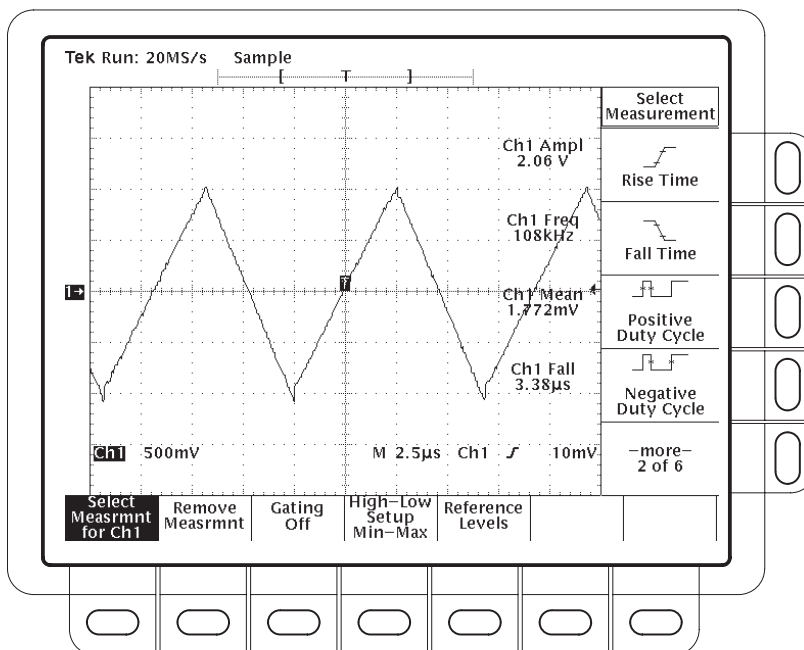 Tek Run: 20MS/s Sample
[ T ]
Select
Measurement
Ch1 Ampl
2.06 V
Rise Time
Ch1 Freq
108kHz
Fall Time
T
1→
Ch1 Mean
1.772mV
Positive
Duty Cycle
Ch1 Fall
3.38µs
Negative
Duty Cycle
Ch1 500mV M 2.5µs Ch1 10mV
–more–
2 of 6
Select
Measrmnt
for Ch1
Remove
Measrmnt
Gating
Off
High–Low
Setup
Min–Max
Reference
Levels